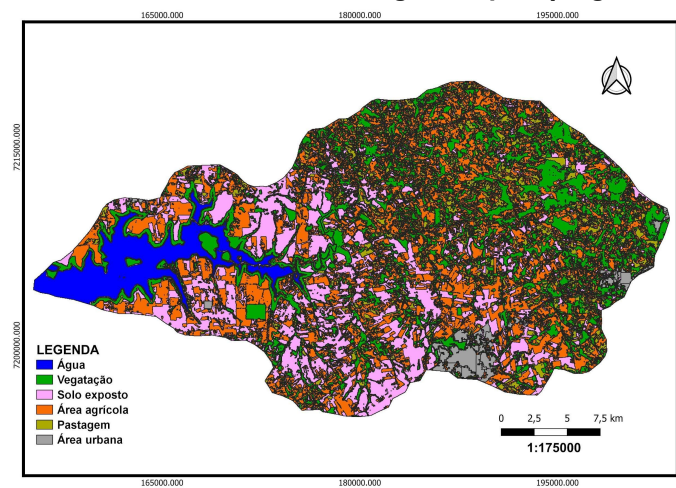 165000.000 180000.000 195000.000
7215000.000
7200000.000
LEGENDA
Água
Vegatação
Solo exposto
Área agrícola
Pastagem
Área urbana
0 2,5 5 7,5 km
1:175000
165000.000 180000.000 195000.000